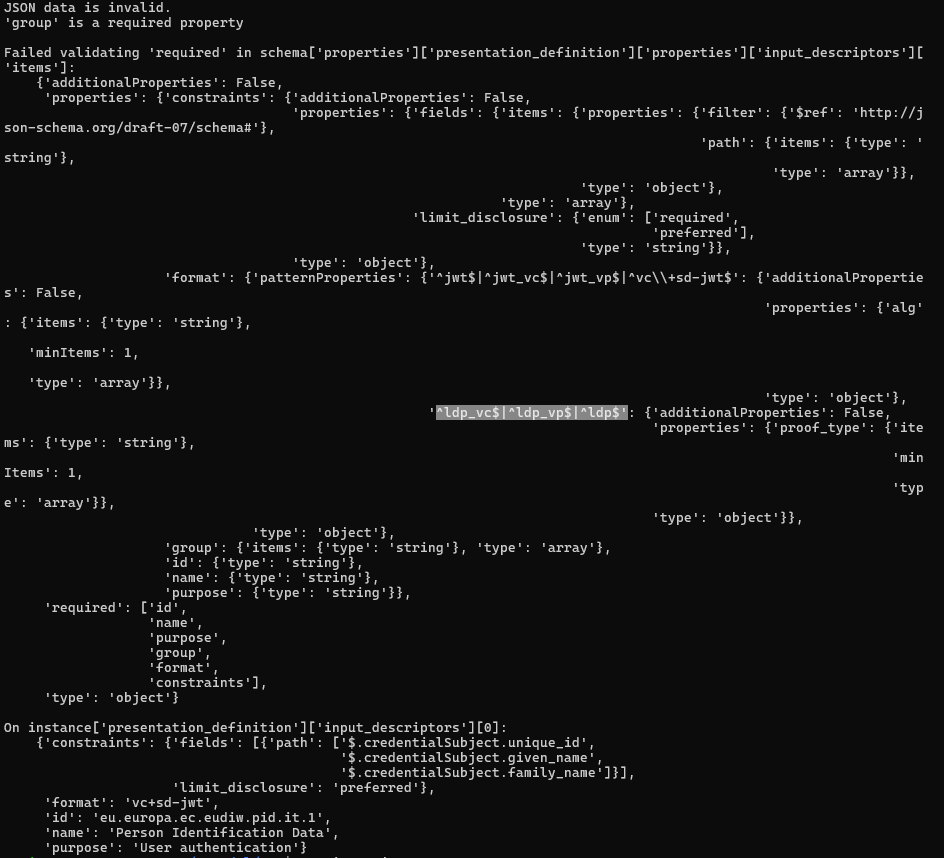 JSON data is invalid.
'group' is a required property
Failed validating 'required' in schema['properties']['presentation_definition']['properties']['input_descriptors'][
'items']:
{'additionalProperties': False,
'properties': {'constraints': {'additionalProperties': False,
'properties': {'fields': {'items': {'properties': {'filter': {'$ref': 'http://j
son-schema.org/draft-07/schema#'},
'path': {'items': {'type': '
string'},
'type': 'array'}},
'type': 'object'},
'type': 'array'},
'limit_disclosure': {'enum': ['required',
'preferred'],
'type': 'string'}},
'type': 'object'},
'format': {'patternProperties': {'^jwt$|^jwt_vc$|^jwt_vp$|^vc\\+sd-jwt$': {'additionalPropertie
s': False,
'properties': {'alg'
: {'items': {'type': 'string'},
'minItems': 1,
'type': 'array'}},
'type': 'object'},
'^ldp_vc$|^ldp_vp$|^ldp$': {'additionalProperties': False,
'properties': {'proof_type': {'ite
ms': {'type': 'string'},
'min
Items': 1,
'typ
e': 'array'}},
'type': 'object'}},
'type': 'object'},
'group': {'items': {'type': 'string'}, 'type': 'array'},
'id': {'type': 'string'},
'name': {'type': 'string'},
'purpose': {'type': 'string'}},
'required': ['id',
'name',
'purpose',
'group',
'format',
'constraints'],
'type': 'object'}
On instance['presentation_definition']['input_descriptors'][0]:
{'constraints': {'fields': [{'path': ['$.credentialSubject.unique_id',
'$.credentialSubject.given_name',
'$.credentialSubject.family_name']}],
'limit_disclosure': 'preferred'},
'format': 'vc+sd-jwt',
'id': 'eu.europa.ec.eudiw.pid.it.1',
'name': 'Person Identification Data',
'purpose': 'User authentication'}